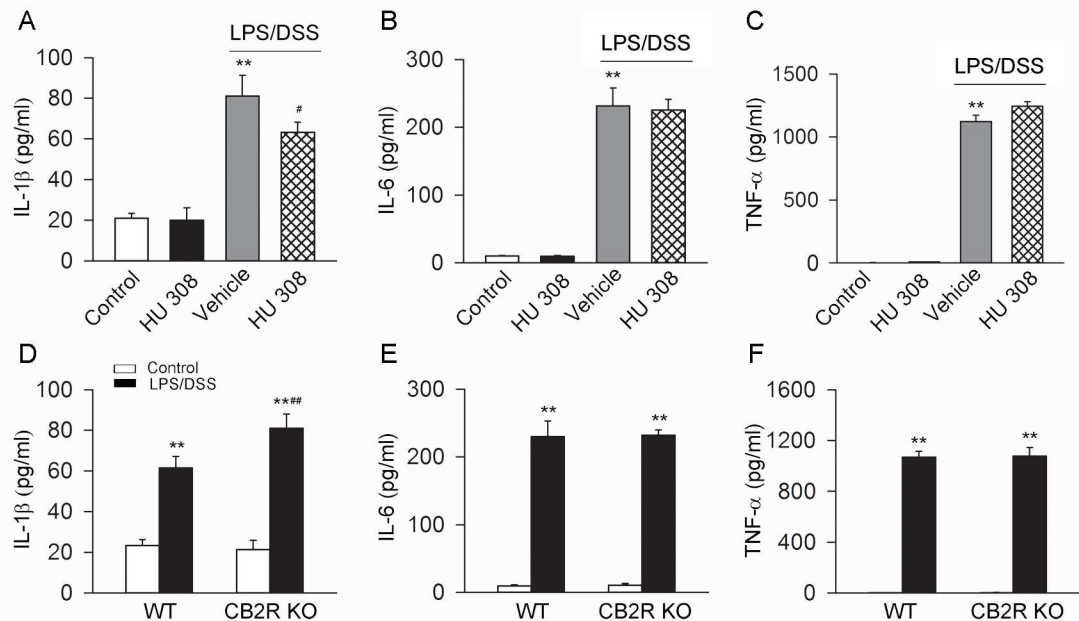 A
LPS/DSS
IL-1β (pg/ml)
100
80
60
40
20
0
**
#
Control
HU 308
Vehicle
HU 308
B
LPS/DSS
IL-6 (pg/ml)
300
200
100
0
**
Control
HU 308
Vehicle
HU 308
C
LPS/DSS
TNF-α (pg/ml)
1500
1000
500
0
**
Control
HU 308
Vehicle
HU 308
D
Control
LPS/DSS
IL-1β (pg/ml)
100
80
60
40
20
0
**
**##
WT
CB2R KO
E
IL-6 (pg/ml)
300
200
100
0
**
**
WT
CB2R KO
F
TNF-α (pg/ml)
1600
1200
800
400
0
**
**
WT
CB2R KO